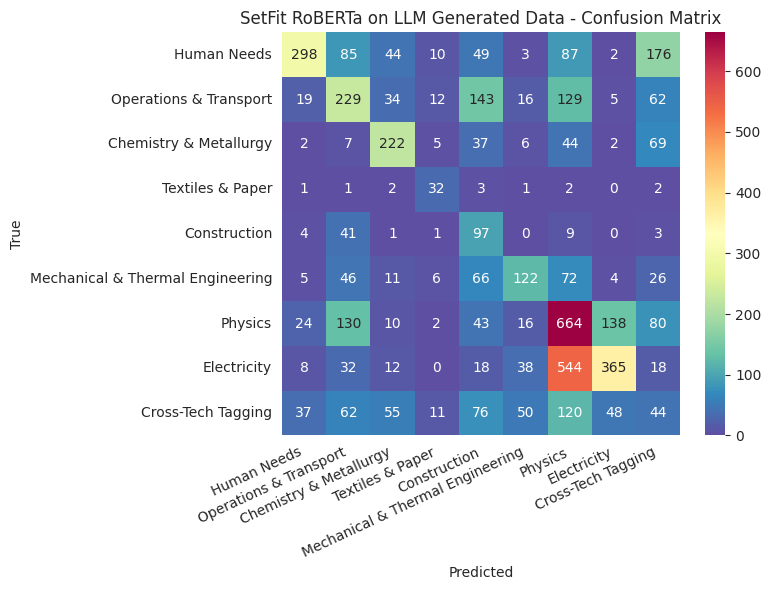 SetFit RoBERTa on LLM Generated Data - Confusion Matrix
True
Human Needs 298 85 44 10 49 3 87 2 176
Operations & Transport 19 229 34 12 143 16 129 5 62
Chemistry & Metallurgy 2 7 222 5 37 6 44 2 69
Textiles & Paper 1 1 2 32 3 1 2 0 2
Construction 4 41 1 1 97 0 9 0 3
Mechanical & Thermal Engineering 5 46 11 6 66 122 72 4 26
Physics 24 130 10 2 43 16 664 138 80
Electricity 8 32 12 0 18 38 544 365 18
Cross-Tech Tagging 37 62 55 11 76 50 120 48 44
Human Needs
Operations & Transport
Chemistry & Metallurgy
Textiles & Paper
Construction
Mechanical & Thermal Engineering
Physics
Electricity
Cross-Tech Tagging
Predicted
600
500
400
300
200
100
0